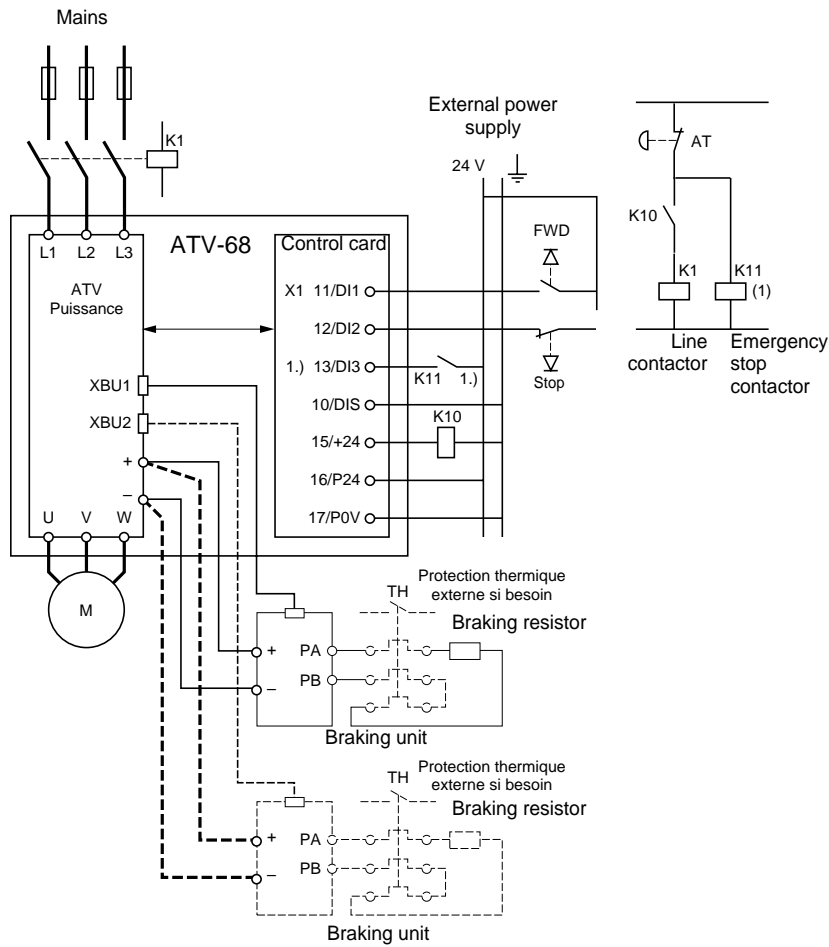 Mains
K1
External power
supply
24 V
AT
K10
K1
K11
(1)
Line
contactor
Emergency
stop
contactor
L1
L2
L3
ATV-68
Control card
ATV
Puissance
FWD
X1
11/DI1
12/DI2
1.)
13/DI3
K11
1.)
Stop
XBU1
10/DIS
XBU2
K10
15/+24
+
16/P24
–
17/P0V
U
V
W
M
Protection thermique
externe si besoin
TH
Braking resistor
+
PA
PB
–
Braking unit
Protection thermique
externe si besoin
TH
Braking resistor
+
PA
PB
–
Braking unit